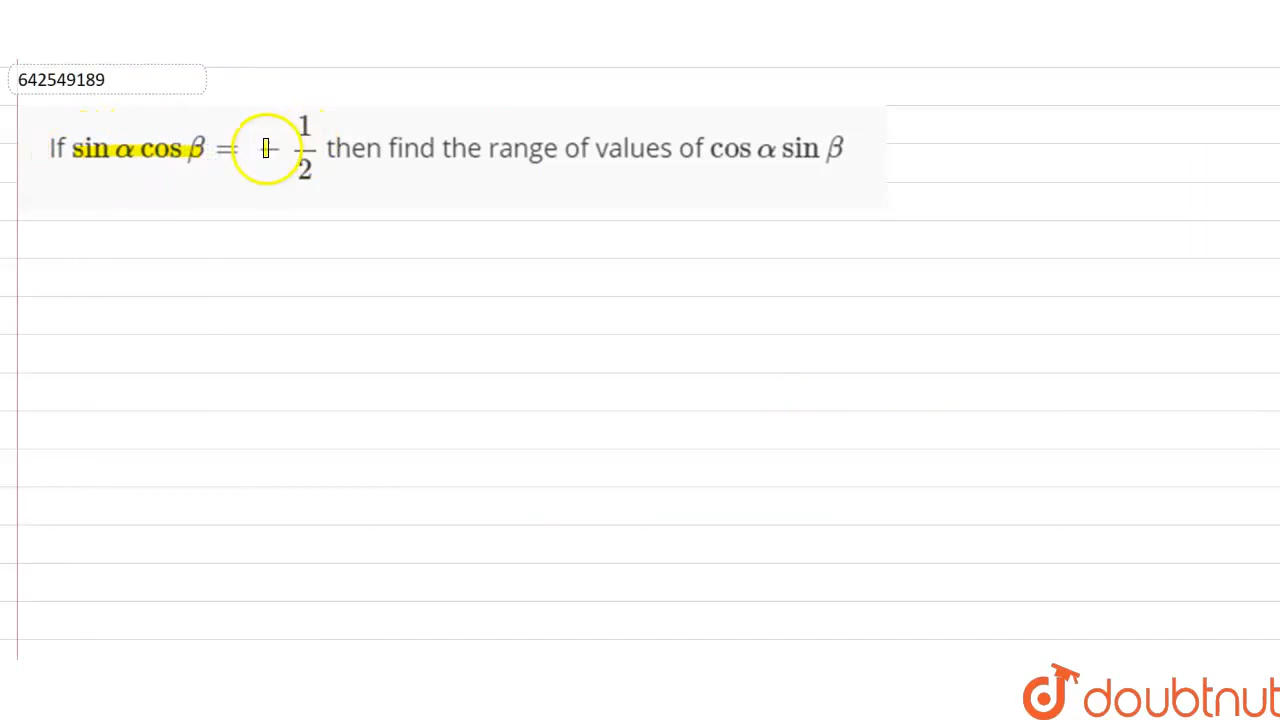 642549189
If sin α cos β = − 1/2 then find the range of values of cos α sin β
doubtnut